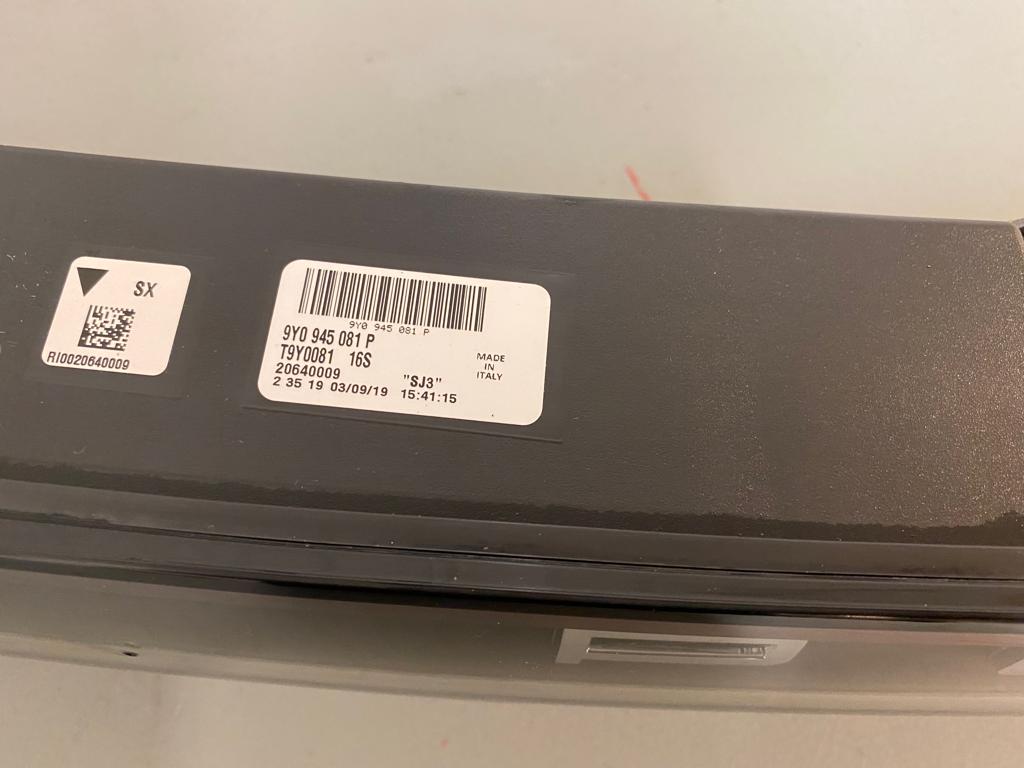 SX
RI0020640009
9Y0 945 081 P
9Y0 945 081 P
T9Y0081 16S
20640009 "SJ3"
2 35 19 03/09/19 15:41:15
MADE
IN
ITALY